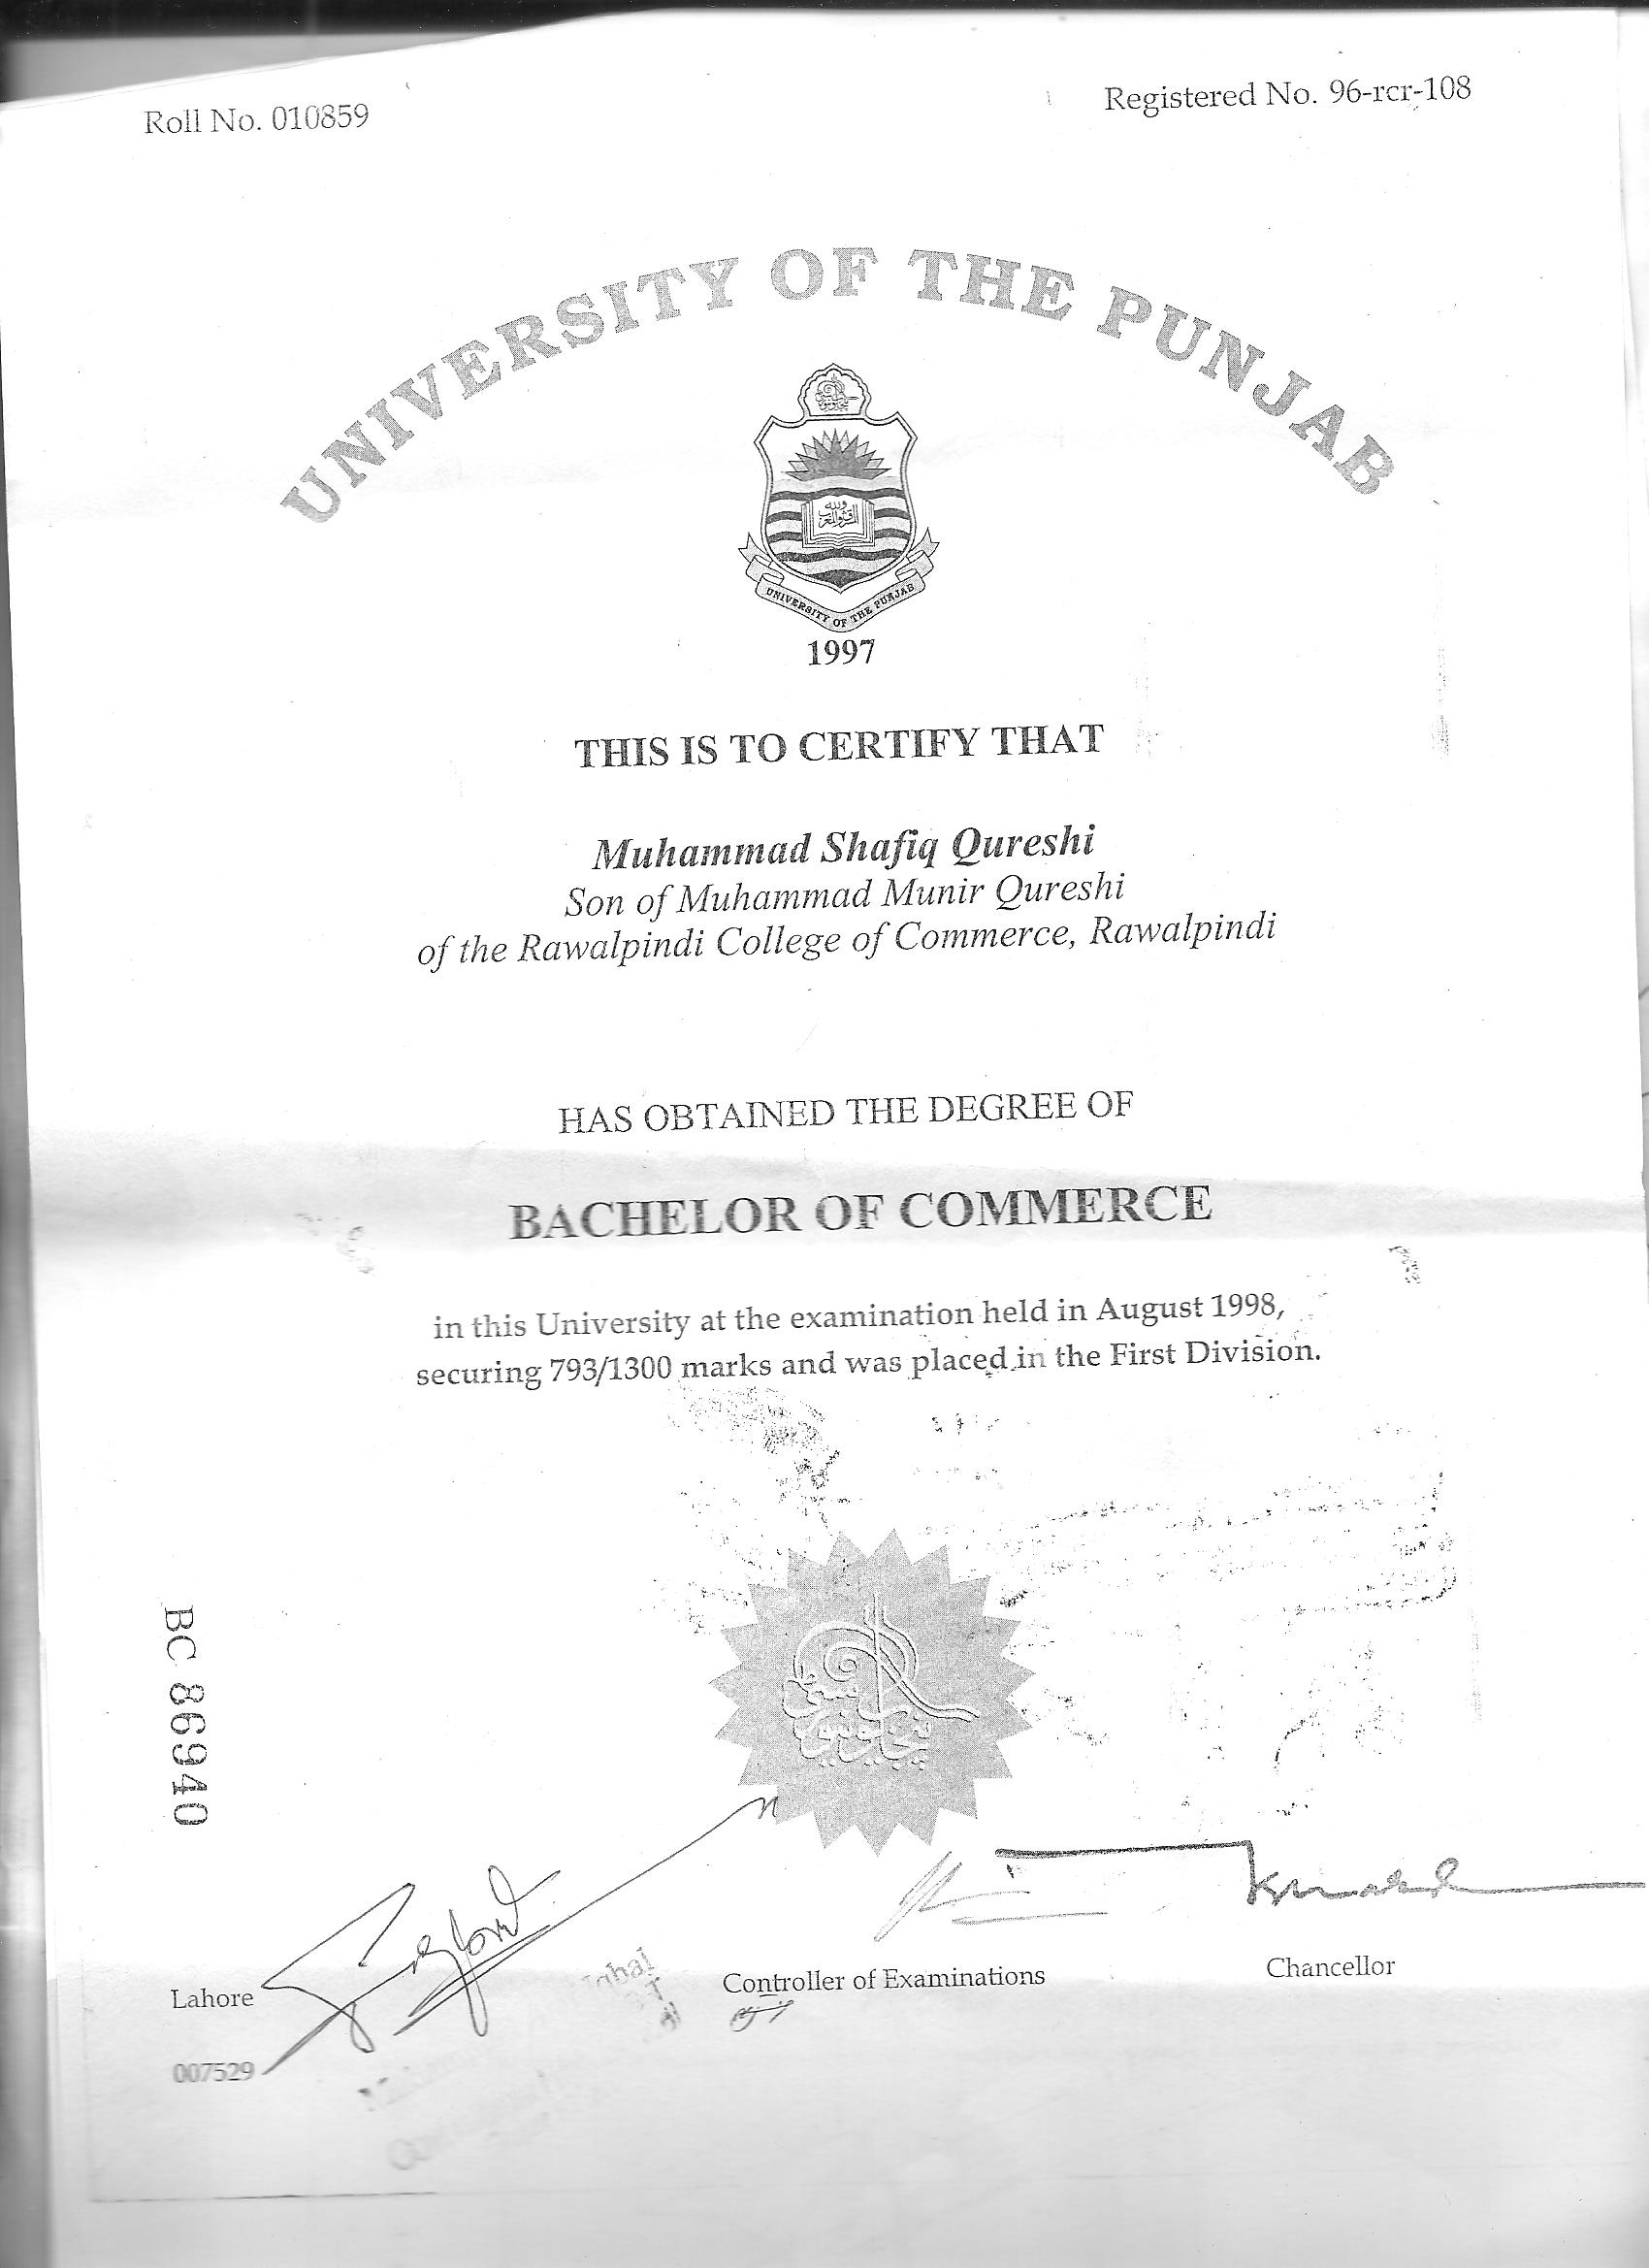 Roll No. 010859
Registered No. 96-rcr-108
UNIVERSITY OF THE PUNJAB
UNIVERSITY OF THE PUNJAB
1997
THIS IS TO CERTIFY THAT
Muhammad Shafiq Qureshi
Son of Muhammad Munir Qureshi
of the Rawalpindi College of Commerce, Rawalpindi
HAS OBTAINED THE DEGREE OF
BACHELOR OF COMMERCE
in this University at the examination held in August 1998,
securing 793/1300 marks and was placed in the First Division.
BC 86940
Lahore
Controller of Examinations
Chancellor
007529